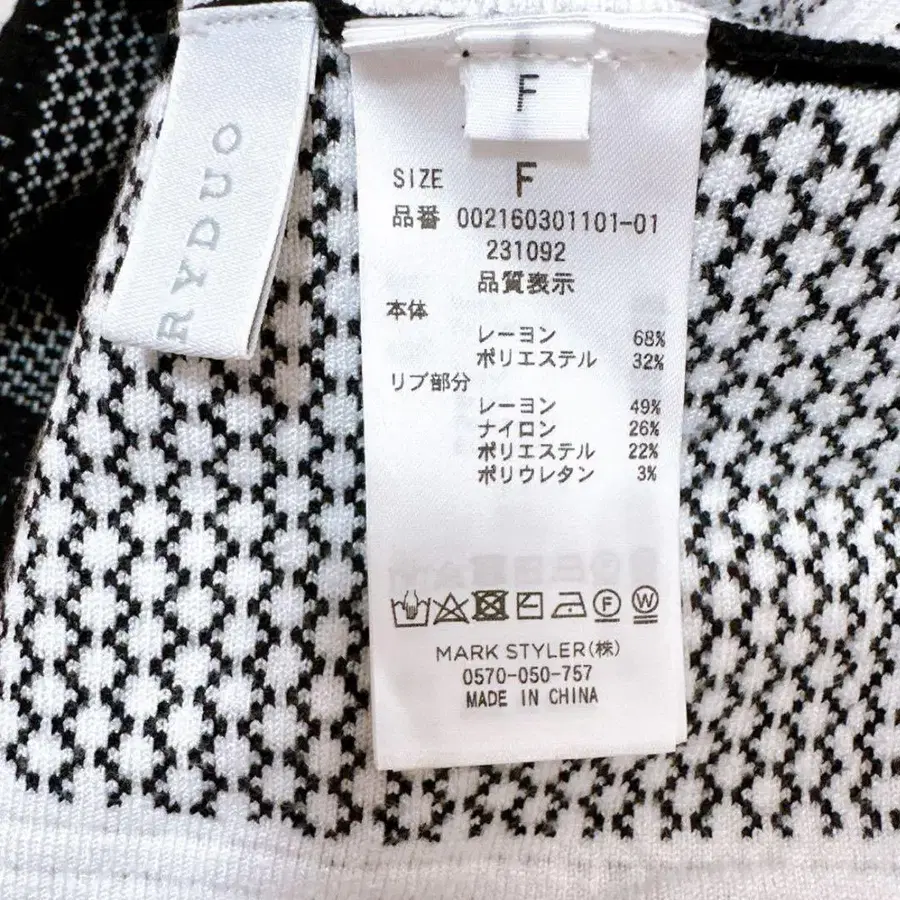 RYDUO
F
SIZE F
品番 002160301101-01
231092
品質表示
本体
レーヨン 68%
ポリエステル 32%
リブ部分
レーヨン 49%
ナイロン 26%
ポリエステル 22%
ポリウレタン 3%
F W
MARK STYLER(株)
0570-050-757
MADE IN CHINA